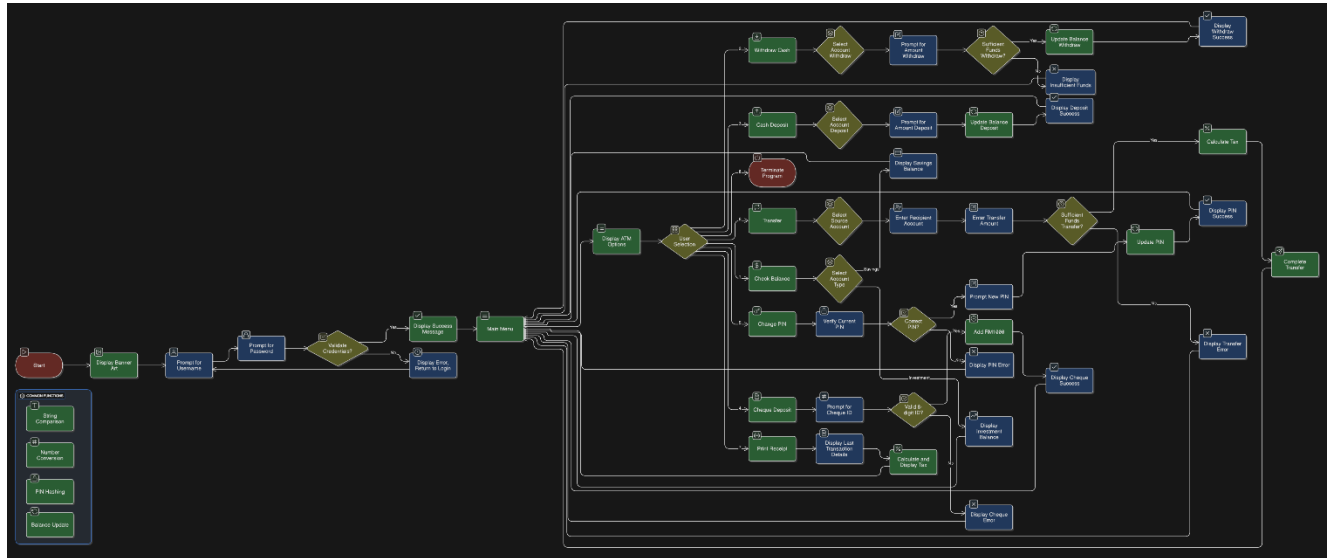 Start
Display Banner
Art
Prompt for
Username
Prompt for
Password
Validate
Credentials?
Yes
No
Display Success
Message
Display Error,
Return to Login
Main Menu
Display ATM
Options
User
Selection
Withdraw Cash
Select
Account
Withdraw
Prompt for
Amount
Withdraw
Sufficient
Funds
Withdraw?
Yes
Update Balance
Withdraw
Display
Withdraw
Success
Display
Insufficient Funds
Cash Deposit
Select
Account
Deposit
Prompt for
Amount Deposit
Update Balance
Deposit
Display Deposit
Success
Terminate
Program
Display Savings
Balance
Transfer
Select
Source
Account
Enter Recipient
Account
Enter Transfer
Amount
Sufficient
Funds
Transfer?
Yes
Calculate Tax
No
Display Transfer
Error
Complete
Transfer
Check Balance
Select
Account
Type
Savings
Investment
Display
Investment
Balance
Change PIN
Verify Current
PIN
Correct
PIN?
Yes
Prompt New PIN
Update PIN
Display PIN
Success
Display PIN Error
Cheque Deposit
Prompt for
Cheque ID
Yes
Display Cheque
Success
Display Cheque
Error
Print Receipt
Display Last
Transaction
Details
Calculate and
Display Tax
COMMON FUNCTIONS
String
Comparison
Number
Conversion
PIN Hashing
Balance Update